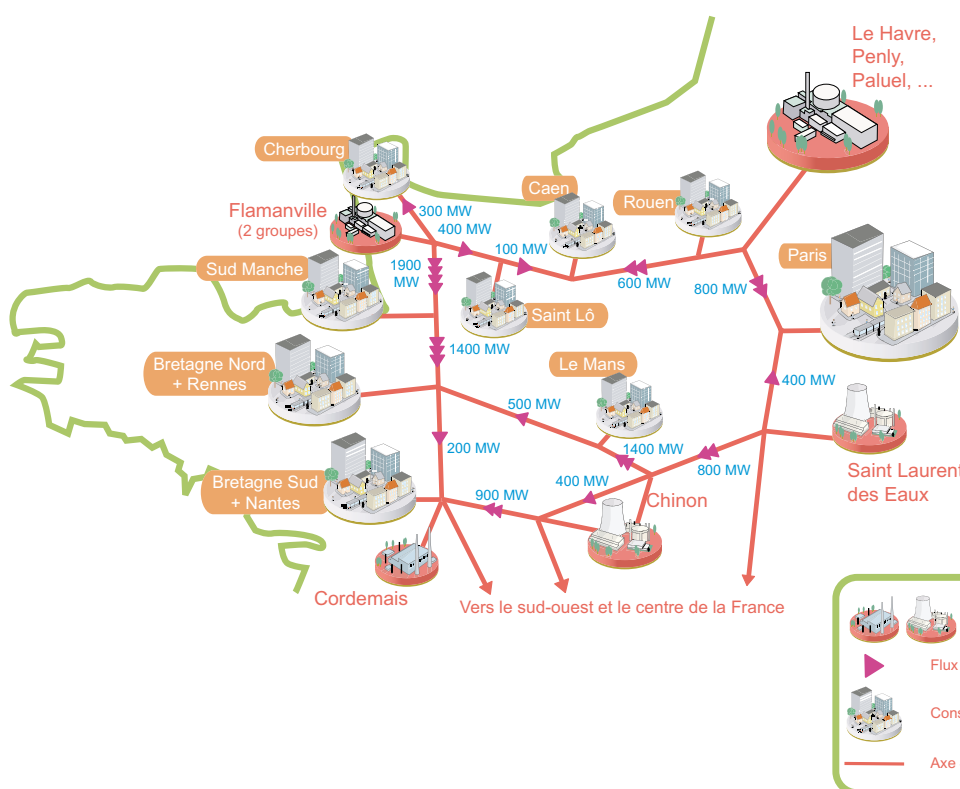 Le Havre,
Penly,
Paluel, ...
Cherbourg
Caen
Rouen
Flamanville
(2 groupes)
300 MW
400 MW
100 MW
600 MW
800 MW
Paris
Sud Manche
1900
MW
Saint Lô
1400 MW
Bretagne Nord
+ Rennes
Le Mans
400 MW
500 MW
200 MW
1400 MW
800 MW
Saint Laurent
des Eaux
Bretagne Sud
+ Nantes
900 MW
400 MW
Chinon
Cordemais
Vers le sud-ouest et le centre de la France
Flux
Cons
Axe